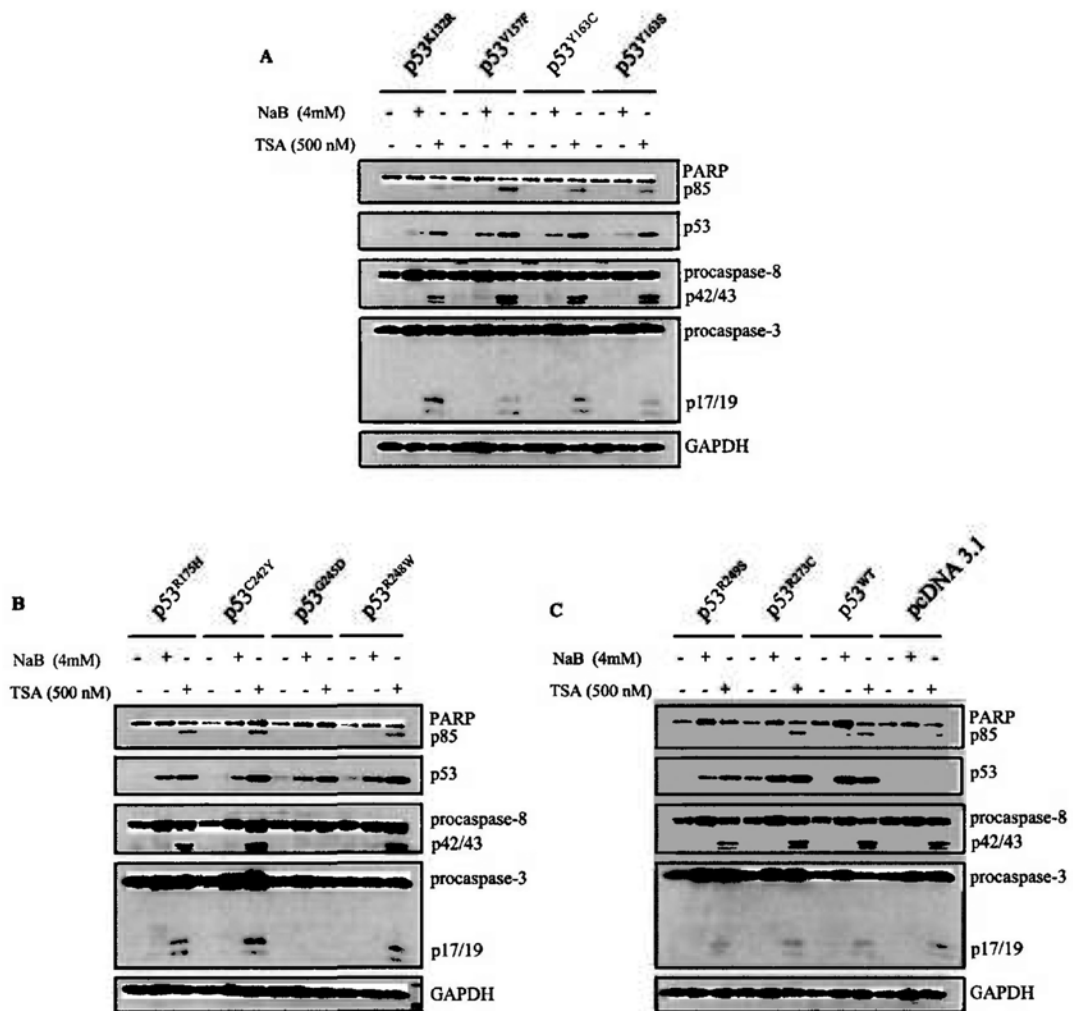 A
p53K132R p53V157F p53Y163C p53Y163S
NaB (4mM) - + - - + - - + - - + -
TSA (500 nM) - - + - - + - - + - - +
PARP
p85
p53
procaspase-8
p42/43
procaspase-3
p17/19
GAPDH
B
p53R175H p53C242Y p53G245D p53R248W
NaB (4mM) - + - - + - - + - - + -
TSA (500 nM) - - + - - + - - + - - +
PARP
p85
p53
procaspase-8
p42/43
procaspase-3
p17/19
GAPDH
C
p53R249S p53R273C p53WT pcDNA 3.1
NaB (4mM) - + - - + - - + - - + -
TSA (500 nM) - - + - - + - - + - - +
PARP
p85
p53
procaspase-8
p42/43
procaspase-3
p17/19
GAPDH